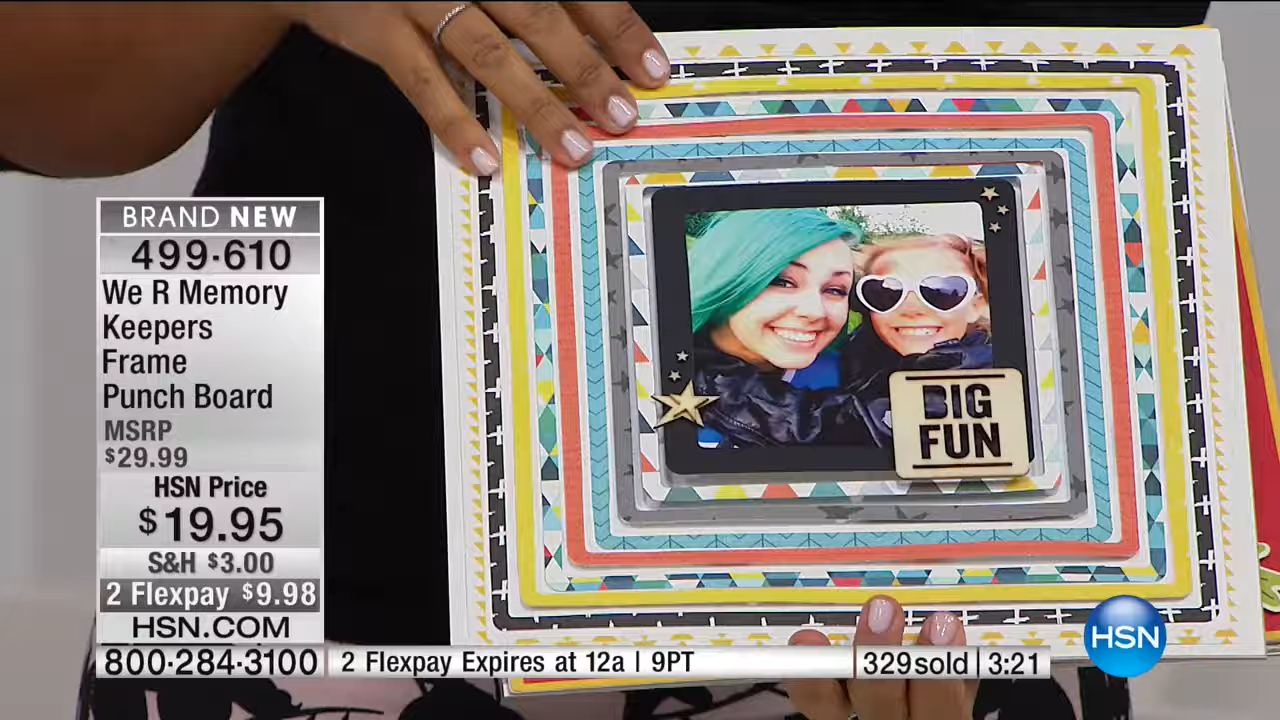 BRAND NEW
499-610
We R Memory
Keepers
Frame
Punch Board
MSRP
$29.99
HSN Price
$19.95
S&H $3.00
2 Flexpay $9.98
HSN.COM
800-284-3100
2 Flexpay Expires at 12a | 9PT
329 sold | 3:21
BIG
FUN
HSN